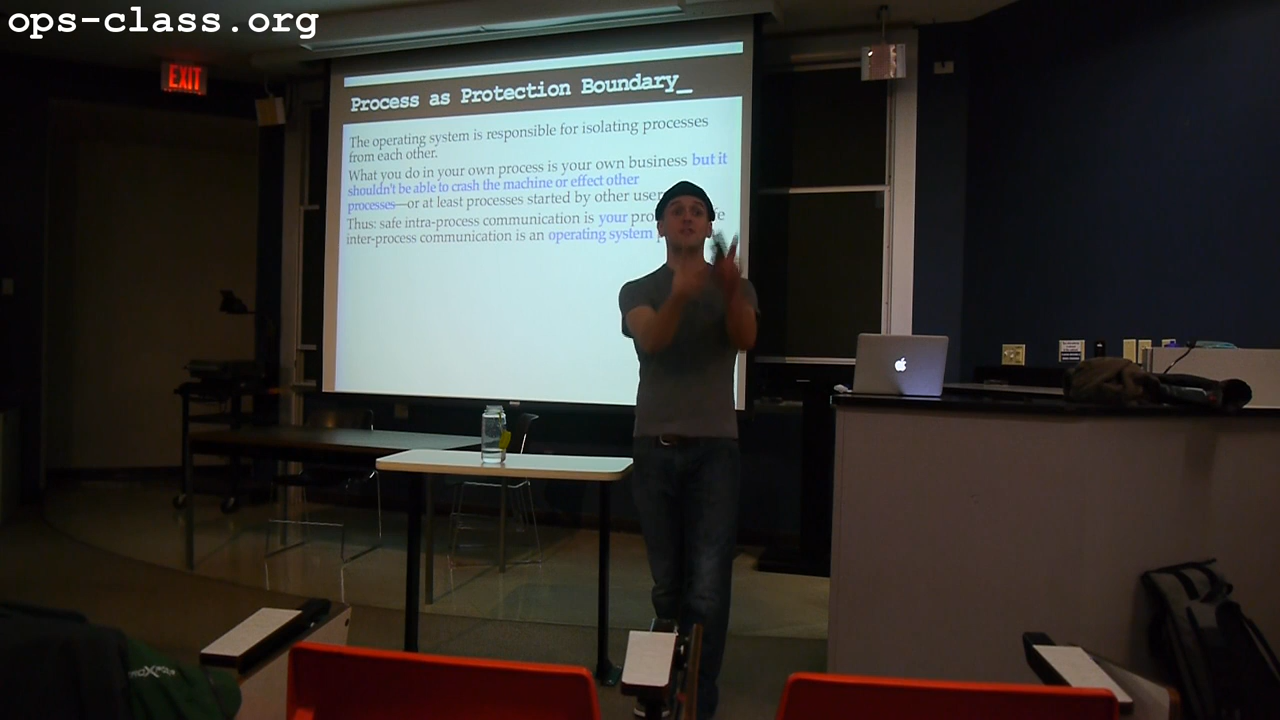 ops-class.org
EXIT
Process as Protection Boundary_
The operating system is responsible for isolating processes
from each other.
What you do in your own process is your own business but it
shouldn't be able to crash the machine or effect other
processes—or at least processes started by other
Thus: safe intra-process communication is your
inter-process communication is an operating system